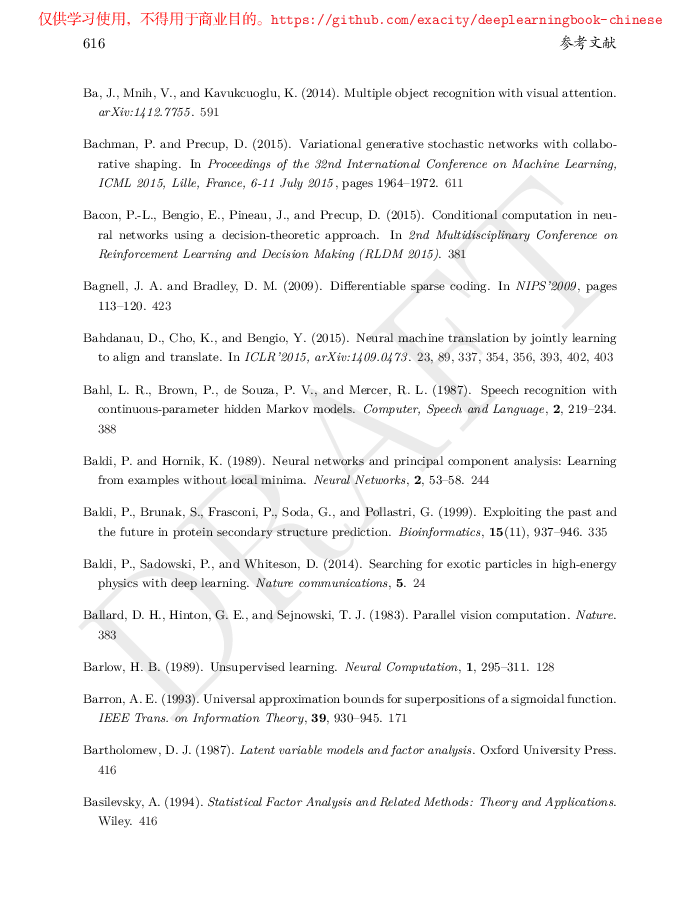 仅供学习使用，不得用于商业目的。https://github.com/exacity/deeplearningbook-chinese
616 参考文献
Ba, J., Mnih, V., and Kavukcuoglu, K. (2014). Multiple object recognition with visual attention.
arXiv:1412.7755. 591
Bachman, P. and Precup, D. (2015). Variational generative stochastic networks with collabo-
rative shaping. In Proceedings of the 32nd International Conference on Machine Learning,
ICML 2015, Lille, France, 6-11 July 2015, pages 1964–1972. 611
Bacon, P.-L., Bengio, E., Pineau, J., and Precup, D. (2015). Conditional computation in neu-
ral networks using a decision-theoretic approach. In 2nd Multidisciplinary Conference on
Reinforcement Learning and Decision Making (RLDM 2015). 381
Bagnell, J. A. and Bradley, D. M. (2009). Differentiable sparse coding. In NIPS'2009, pages
113–120. 423
Bahdanau, D., Cho, K., and Bengio, Y. (2015). Neural machine translation by jointly learning
to align and translate. In ICLR'2015, arXiv:1409.0473. 23, 89, 337, 354, 356, 393, 402, 403
Bahl, L. R., Brown, P., de Souza, P. V., and Mercer, R. L. (1987). Speech recognition with
continuous-parameter hidden Markov models. Computer, Speech and Language, 2, 219–234.
388
Baldi, P. and Hornik, K. (1989). Neural networks and principal component analysis: Learning
from examples without local minima. Neural Networks, 2, 53–58. 244
Baldi, P., Brunak, S., Frasconi, P., Soda, G., and Pollastri, G. (1999). Exploiting the past and
the future in protein secondary structure prediction. Bioinformatics, 15(11), 937–946. 335
Baldi, P., Sadowski, P., and Whiteson, D. (2014). Searching for exotic particles in high-energy
physics with deep learning. Nature communications, 5. 24
Ballard, D. H., Hinton, G. E., and Sejnowski, T. J. (1983). Parallel vision computation. Nature.
383
Barlow, H. B. (1989). Unsupervised learning. Neural Computation, 1, 295–311. 128
Barron, A. E. (1993). Universal approximation bounds for superpositions of a sigmoidal function.
IEEE Trans. on Information Theory, 39, 930–945. 171
Bartholomew, D. J. (1987). Latent variable models and factor analysis. Oxford University Press.
416
Basilevsky, A. (1994). Statistical Factor Analysis and Related Methods: Theory and Applications.
Wiley. 416
DRAFT